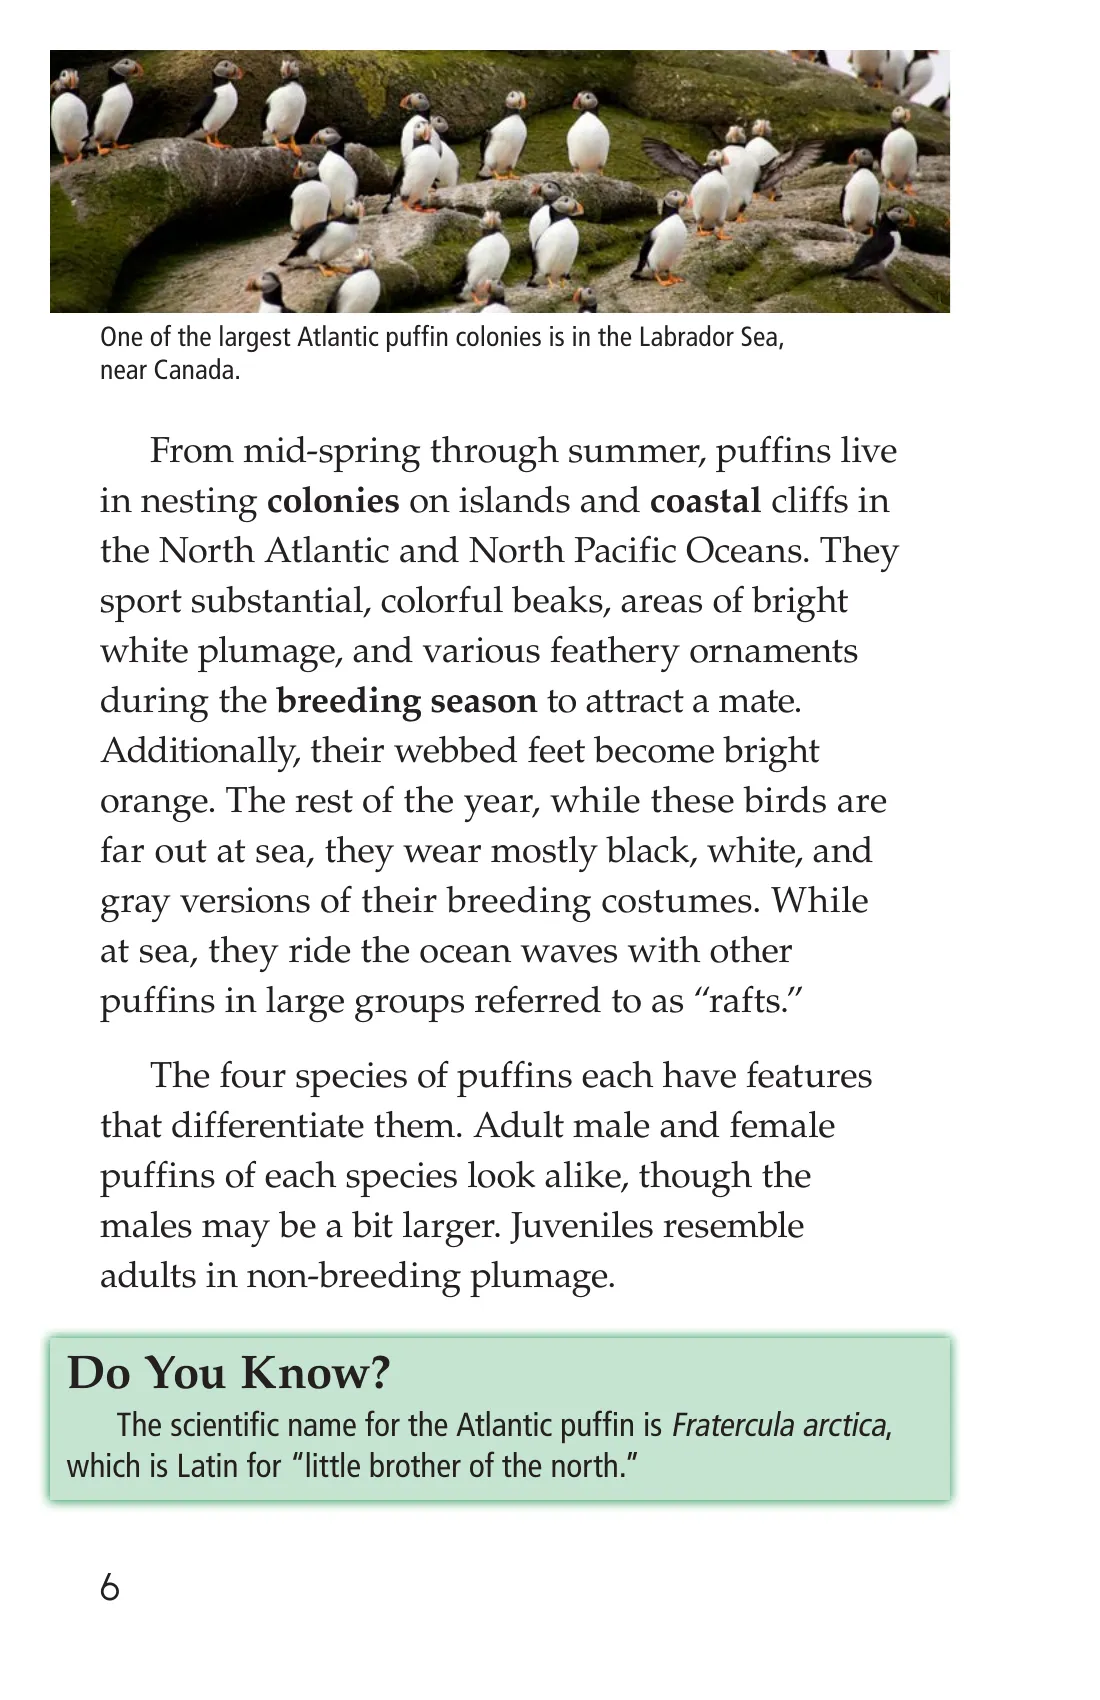 One of the largest Atlantic puffin colonies is in the Labrador Sea,
near Canada.
From mid-spring through summer, puffins live
in nesting colonies on islands and coastal cliffs in
the North Atlantic and North Pacific Oceans. They
sport substantial, colorful beaks, areas of bright
white plumage, and various feathery ornaments
during the breeding season to attract a mate.
Additionally, their webbed feet become bright
orange. The rest of the year, while these birds are
far out at sea, they wear mostly black, white, and
gray versions of their breeding costumes. While
at sea, they ride the ocean waves with other
puffins in large groups referred to as “rafts.”
The four species of puffins each have features
that differentiate them. Adult male and female
puffins of each species look alike, though the
males may be a bit larger. Juveniles resemble
adults in non-breeding plumage.
Do You Know?
The scientific name for the Atlantic puffin is Fratercula arctica,
which is Latin for “little brother of the north.”
6